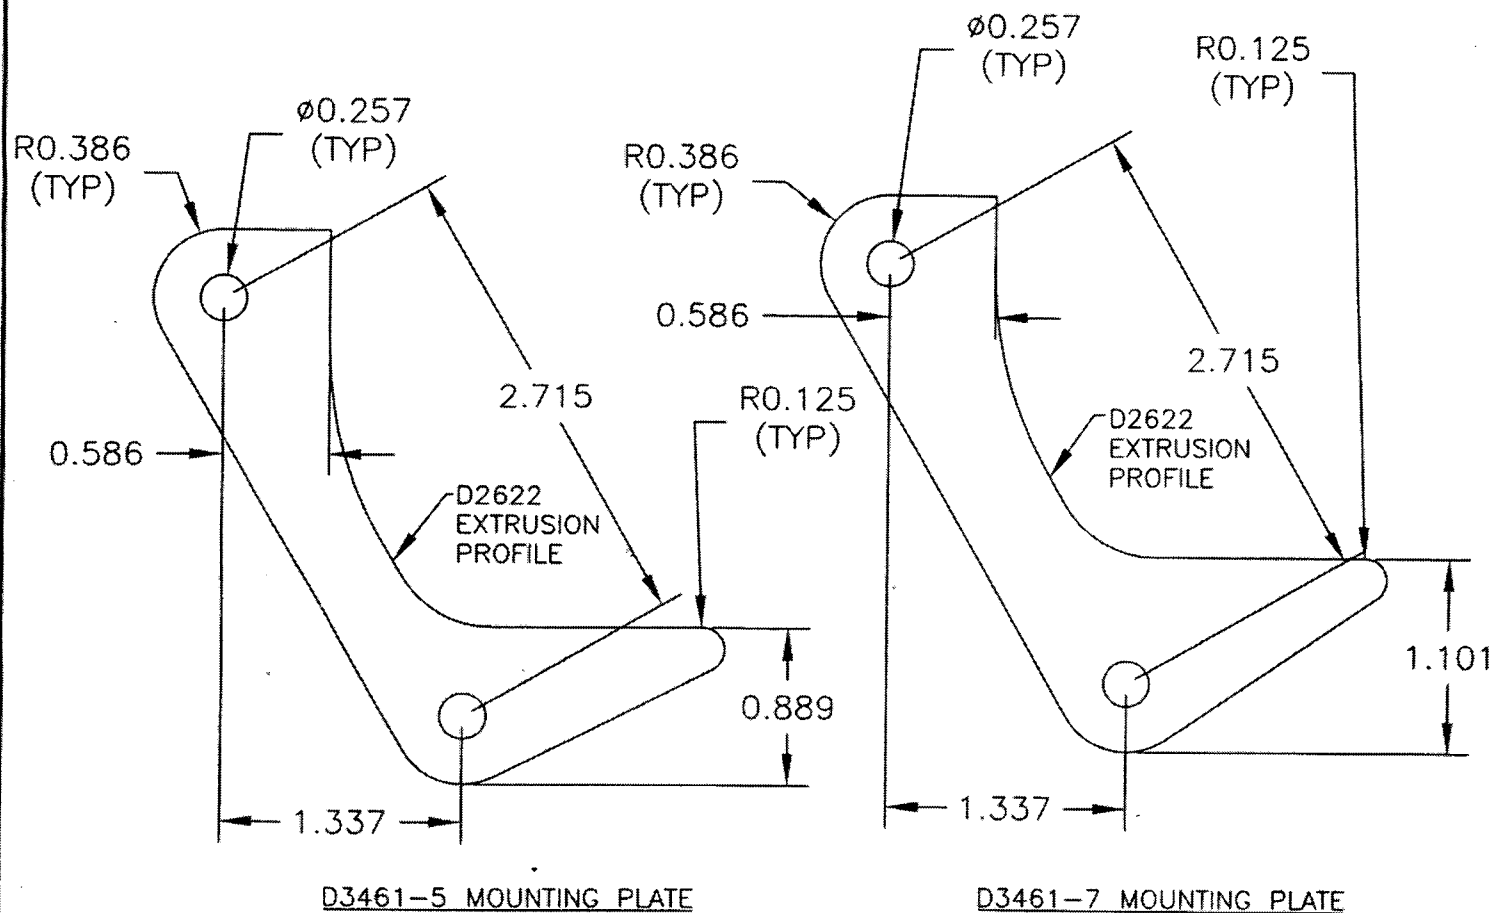 Ø0.257
(TYP)
R0.386
(TYP)
2.715
0.586
R0.125
(TYP)
D2622
EXTRUSION
PROFILE
0.889
1.337
D3461-5 MOUNTING PLATE
Ø0.257
(TYP)
R0.125
(TYP)
R0.386
(TYP)
0.586
2.715
D2622
EXTRUSION
PROFILE
1.101
1.337
D3461-7 MOUNTING PLATE